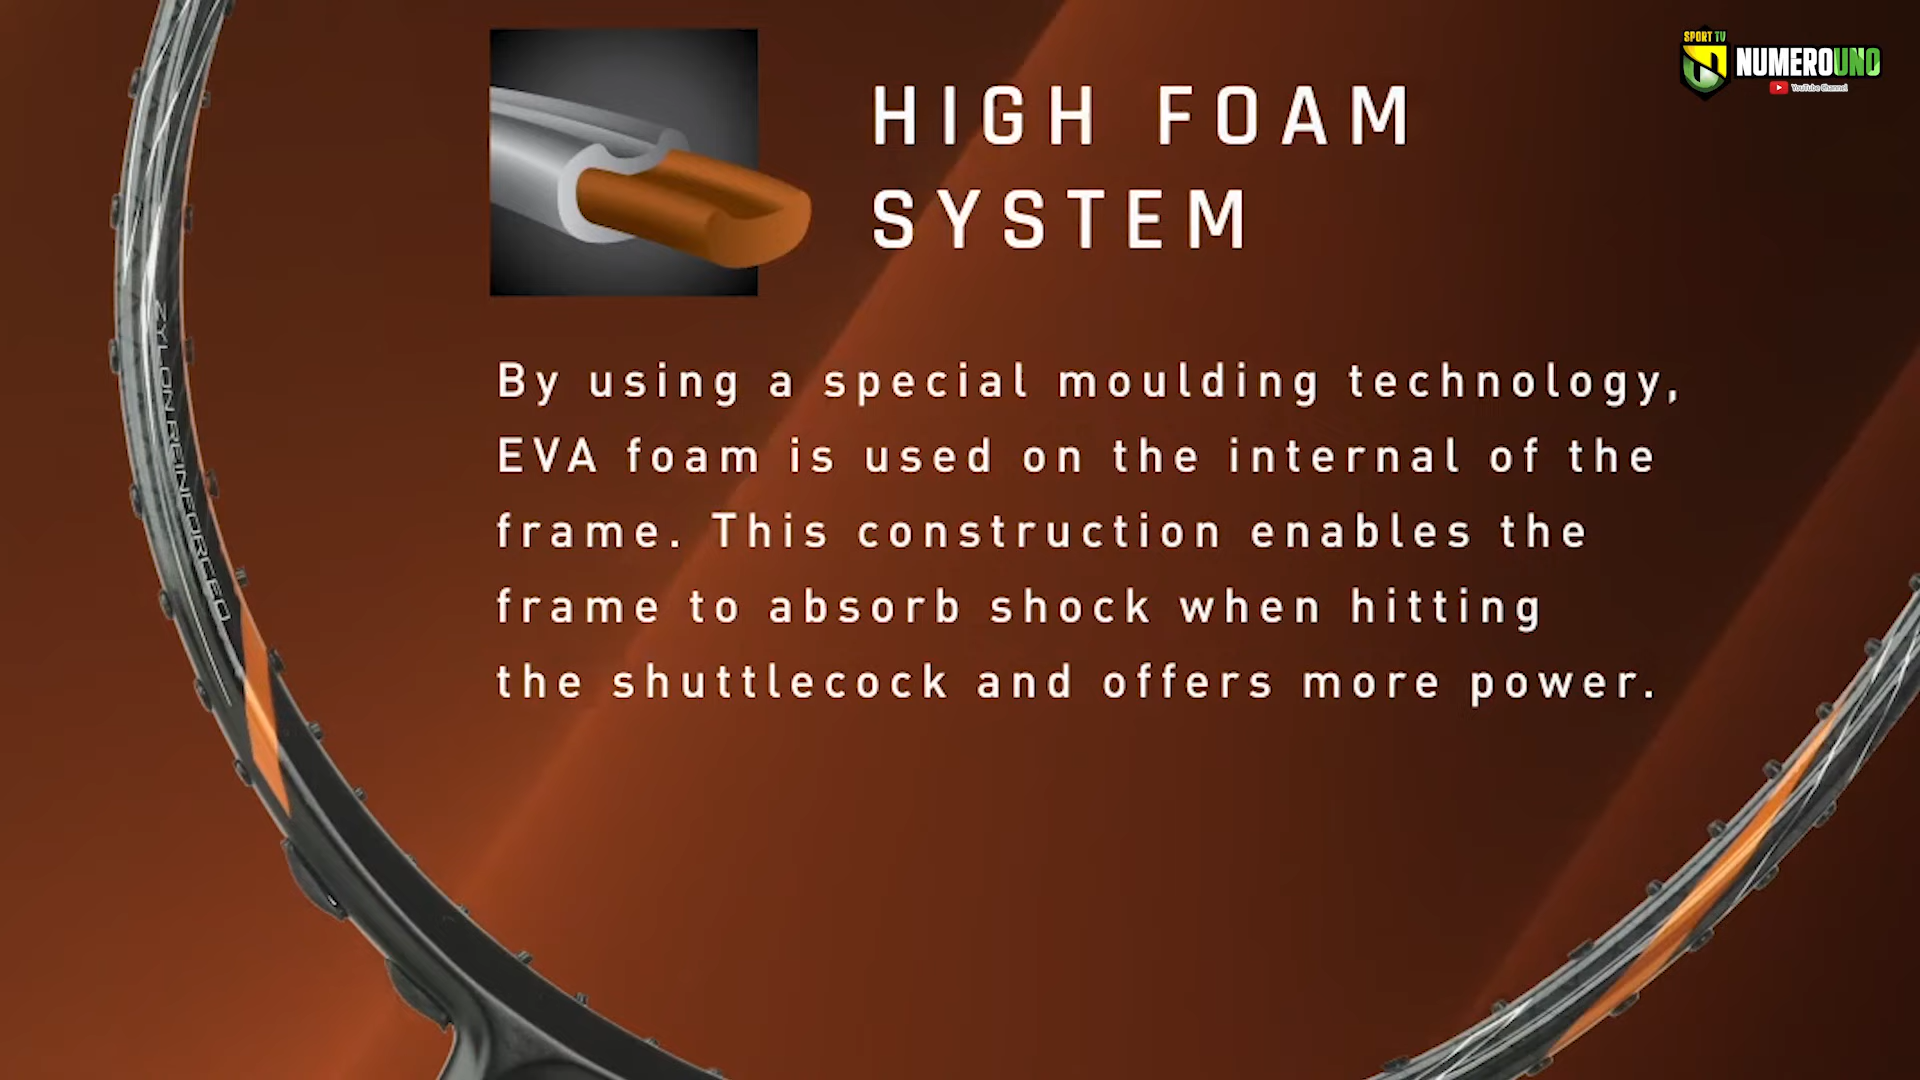 SPORT TV
NUMEROUNO
YouTube Channel
HIGH FOAM
SYSTEM
By using a special moulding technology,
EVA foam is used on the internal of the
frame. This construction enables the
frame to absorb shock when hitting
the shuttlecock and offers more power.
ZYLON REINFORCED